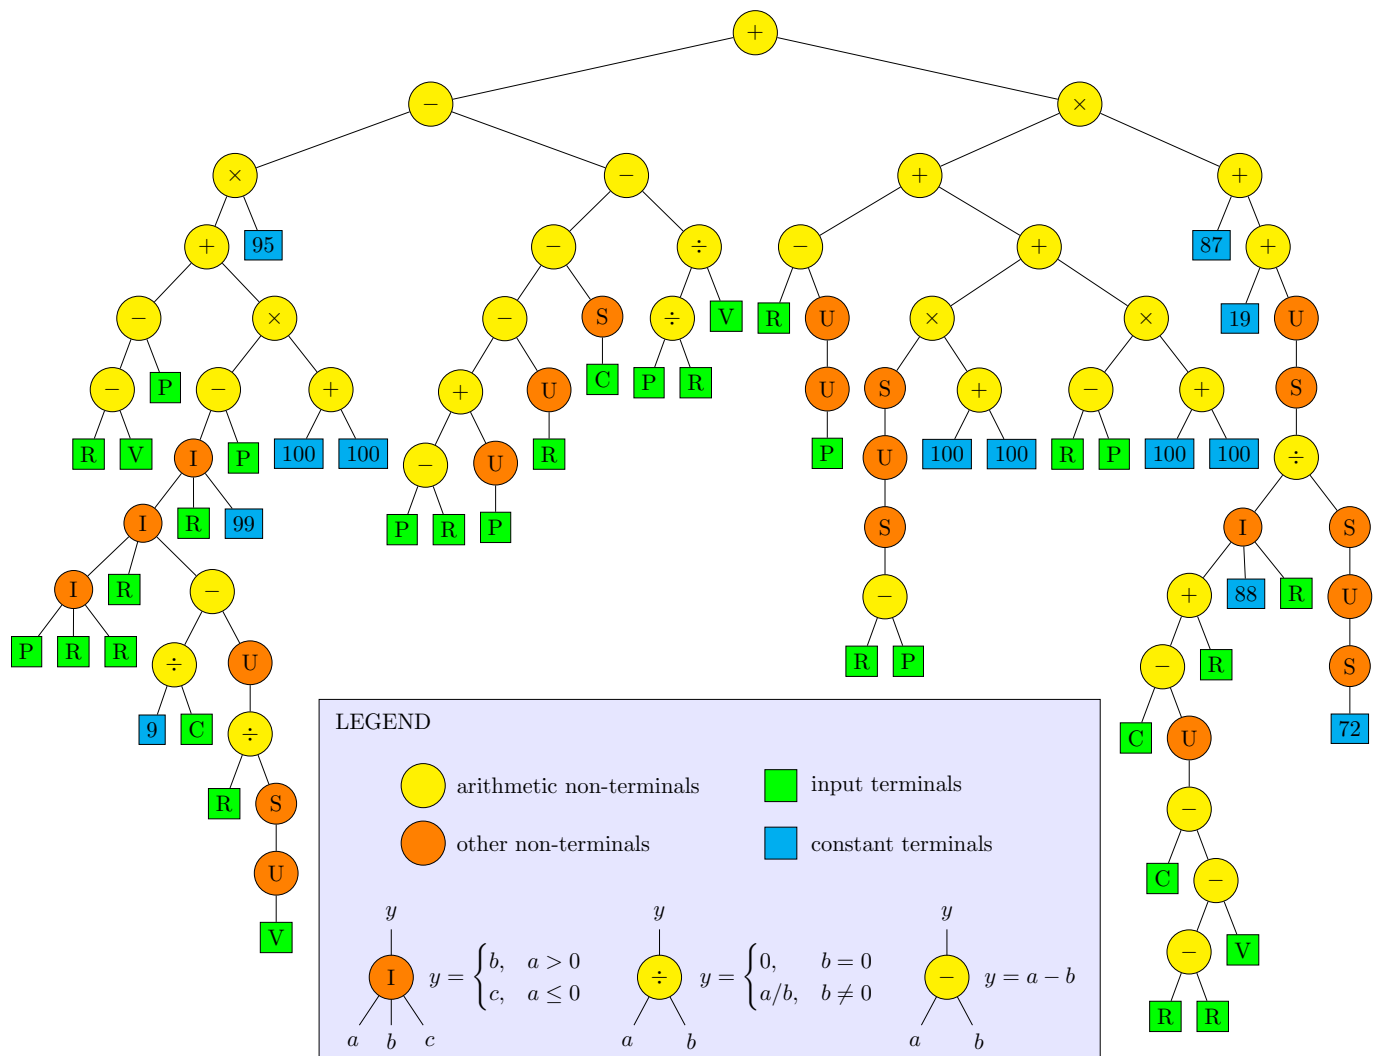 +
− ×
× − + +
+ 95 − ÷ − + 87 +
− × − S ÷ V R U × × 19 U
− P − + + U C P R U S + − + S
R V I P 100 100 − U R P U 100 100 R P 100 100 ÷
I R 99 P R P S I S
I R − − + 88 R U
P R R ÷ U R P − R S
9 C ÷ C U 72
R S −
U C −
V − V
R R
LEGEND
arithmetic non-terminals input terminals
other non-terminals constant terminals
y y y
I y = { b, a > 0 ÷ y = { 0, b = 0 − y = a − b
c, a ≤ 0 a/b, b ≠ 0
a b c a b a b